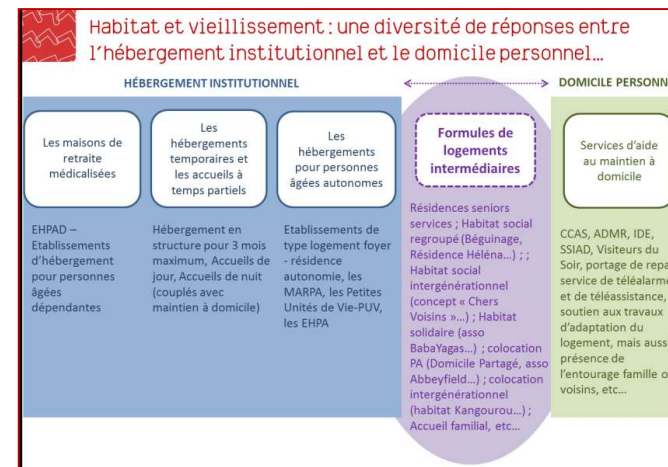 Habitat et vieillissement : une diversité de réponses entre
l'hébergement institutionnel et le domicile personnel…
HÉBERGEMENT INSTITUTIONNEL
Les maisons de
retraite
médicalisées
EHPAD –
Etablissements
d'hébergement
pour personnes
âgées
dépendantes
Les
hébergements
temporaires et
les accueils à
temps partiels
Hébergement en
structure pour 3 mois
maximum, Accueils de
jour, Accueils de nuit
(couplés avec
maintien à domicile)
Les
hébergements
pour personnes
âgées autonomes
Etablissements de
type logement foyer
- résidence
autonomie, les
MARPA, les Petites
Unités de Vie-PUV,
les EHPA
Formules de
logements
intermédiaires
Résidences seniors
services ; Habitat social
regroupé (Béguinage,
Résidence Héléna…) ; ;
Habitat social
intergénérationnel
(concept « Chers
Voisins »…) ; Habitat
solidaire (asso
BabaYagas…) ; colocation
PA (Domicile Partagé, asso
Abbeyfield…) ; colocation
intergénérationnel
(habitat Kangourou…) ;
Accueil familial, etc…
DOMICILE PERSONN
Services d'aide
au maintien à
domicile
CCAS, ADMR, IDE,
SSIAD, Visiteurs du
Soir, portage de repa
service de téléalarme
et de téléassistance,
soutien aux travaux
d'adaptation du
logement, mais auss
présence de
l'entourage famille o
voisins, etc…